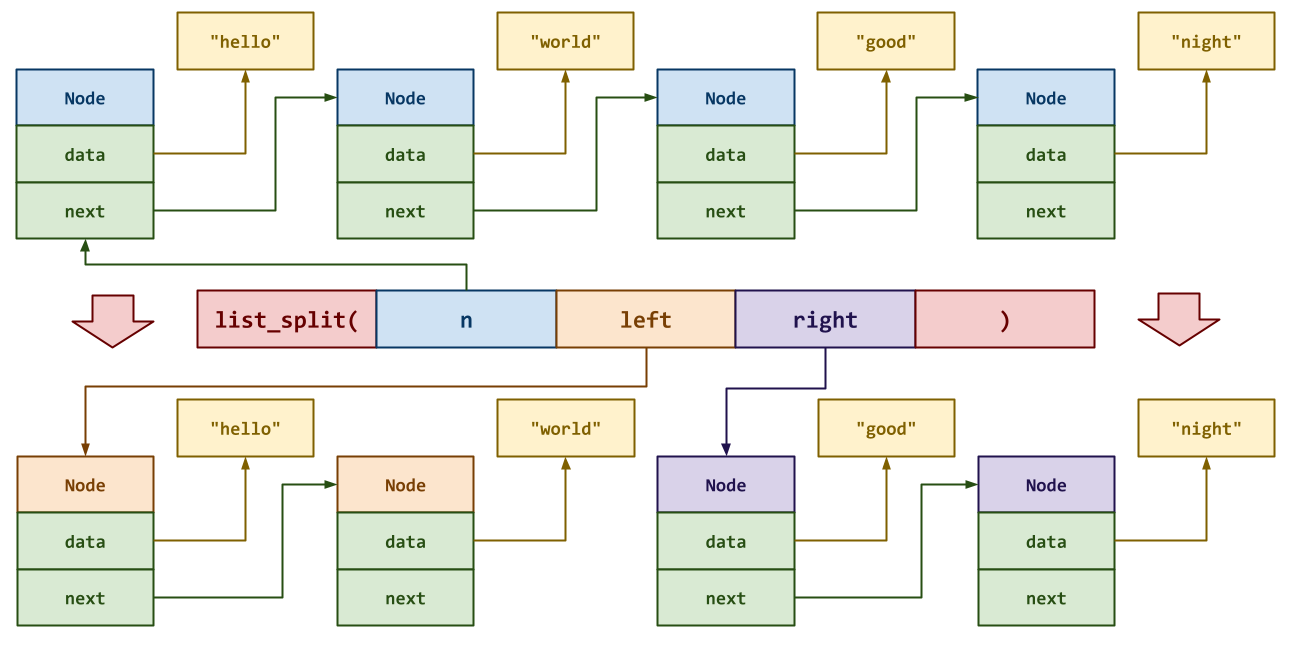 "hello" "world" "good" "night"
Node Node Node Node
data data data data
next next next next
list_split( n left right )
"hello" "world" "good" "night"
Node Node Node Node
data data data data
next next next next